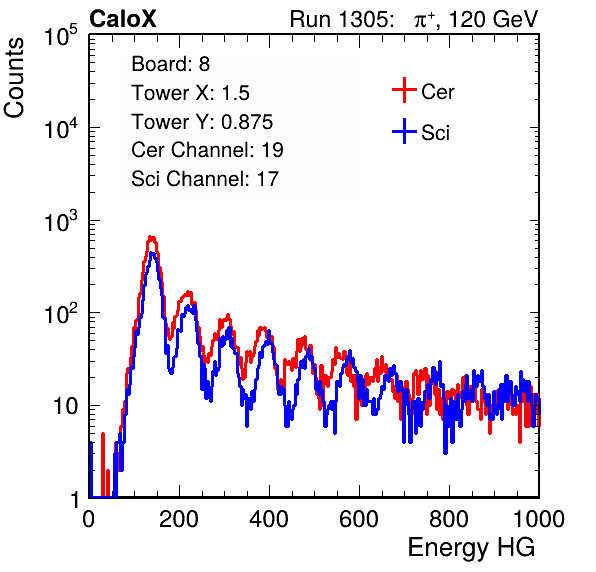 CaloX Run 1305: π⁺, 120 GeV
Counts
Board: 8
Tower X: 1.5
Tower Y: 0.875
Cer Channel: 19
Sci Channel: 17
Cer
Sci
10⁵
10⁴
10³
10²
10
1
0 200 400 600 800 1000
Energy HG